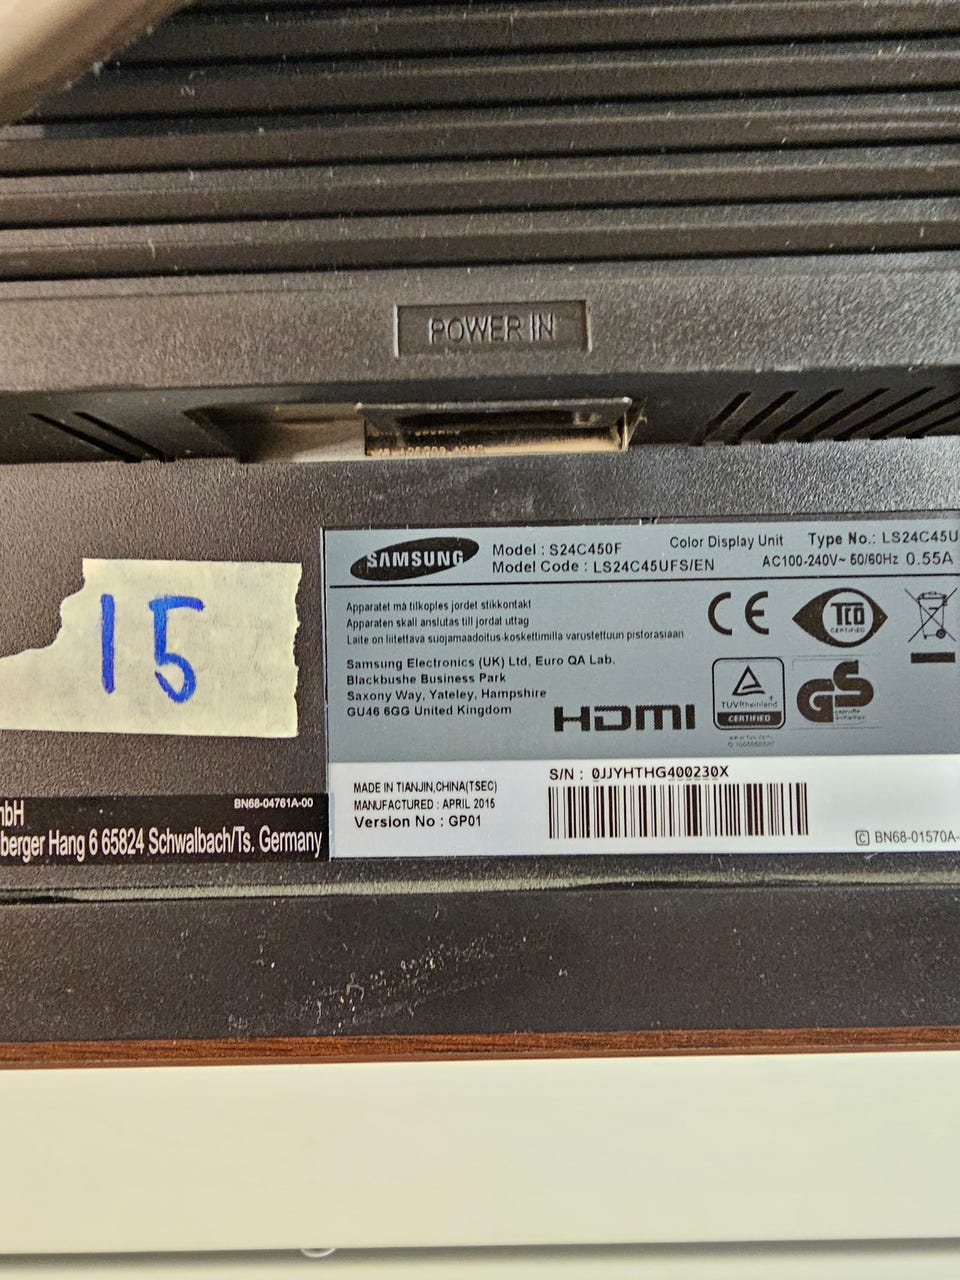 POWER IN
15
SAMSUNG
Model : S24C450F
Model Code : LS24C45UFS/EN
Color Display Unit
Type No.: LS24C45U
AC100-240V~ 50/60Hz 0.55A
Apparatet må tilkoples jordet stikkontakt
Apparaten skall anslutas till jordat uttag
Laite on liitettävä suojamaadoitus-koskettimilla varustettuun pistorasiaan
Samsung Electronics (UK) Ltd, Euro QA Lab.
Blackbushe Business Park
Saxony Way, Yateley, Hampshire
GU46 6GG United Kingdom
HDMI
CE
TCO
CERTIFIED
TÜVRheinland
CERTIFIED
GS
geprüfte
Sicherheit
MADE IN TIANJIN,CHINA(TSEC)
MANUFACTURED : APRIL 2015
Version No : GP01
S/N : 0JJYHTHG400230X
C BN68-01570A-
BN68-04761A-00
mbH
berger Hang 6 65824 Schwalbach/Ts. Germany